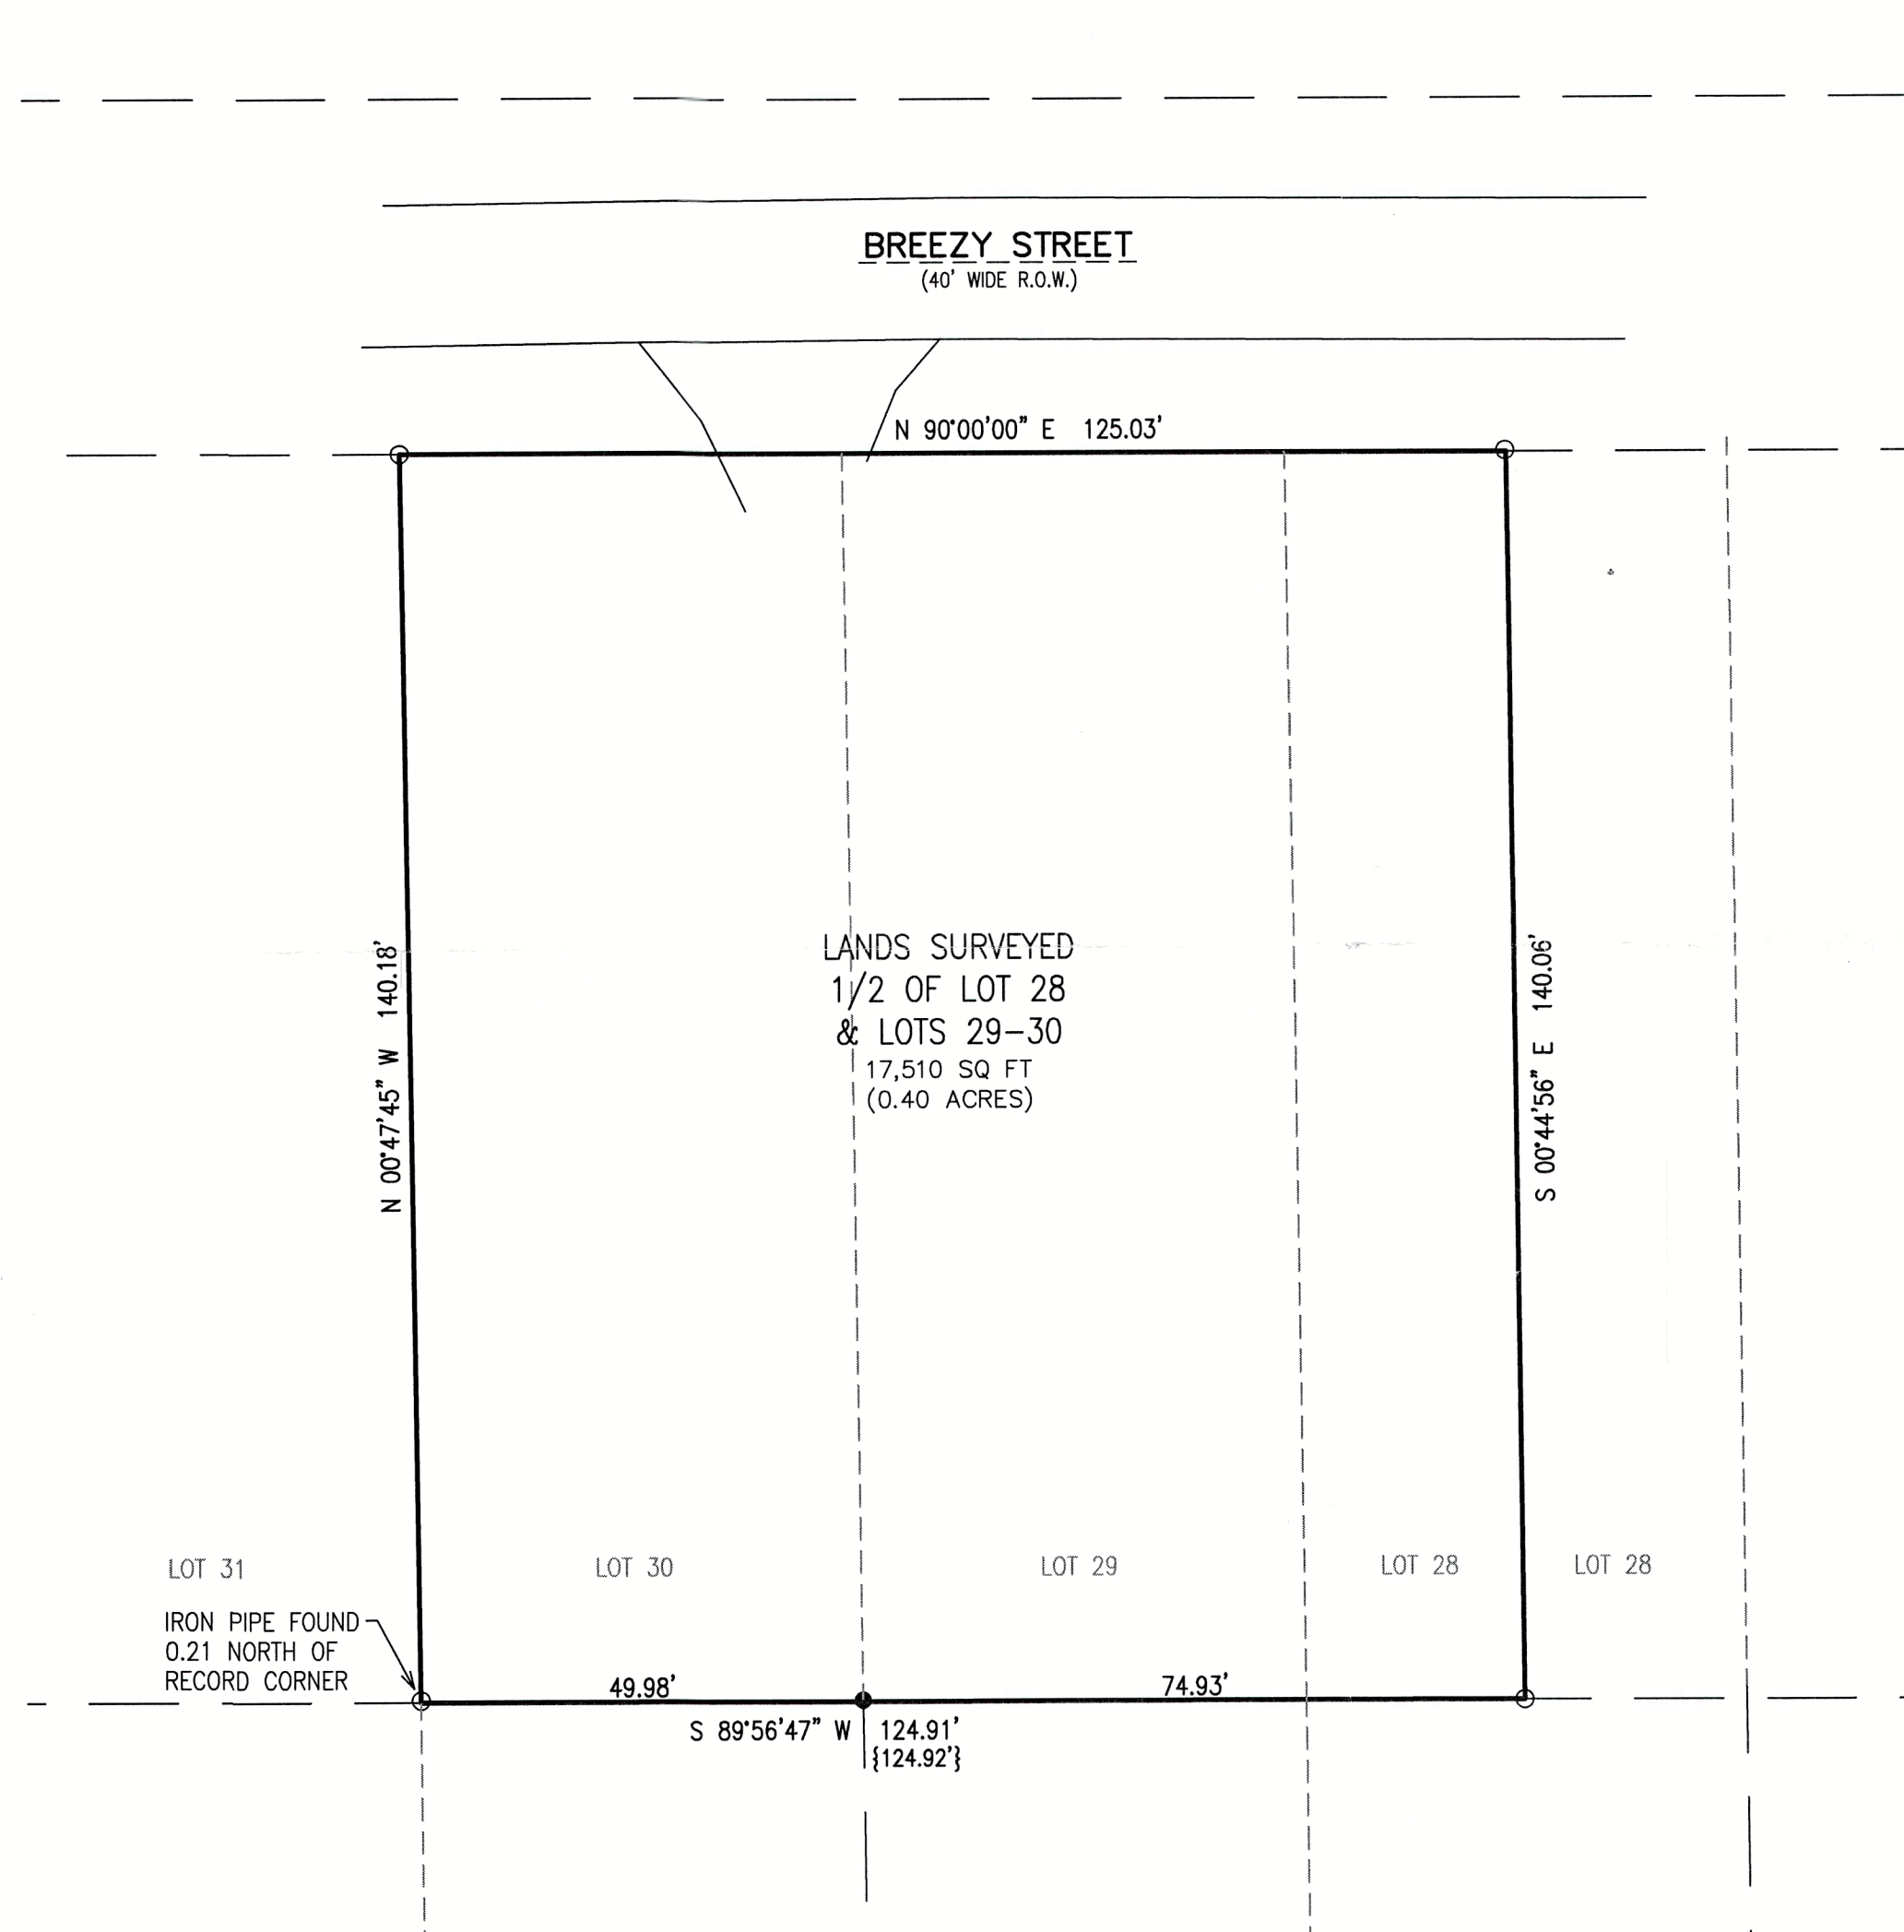 BREEZY STREET
(40' WIDE R.O.W.)
N 90°00'00" E 125.03'
N 00°47'45" W 140.18'
LANDS SURVEYED
1/2 OF LOT 28
& LOTS 29-30
17,510 SQ FT
(0.40 ACRES)
S 00°44'56" E 140.06'
LOT 31
LOT 30
LOT 29
LOT 28
LOT 28
IRON PIPE FOUND
0.21 NORTH OF
RECORD CORNER
49.98'
74.93'
S 89°56'47" W 124.91'
{124.92'}